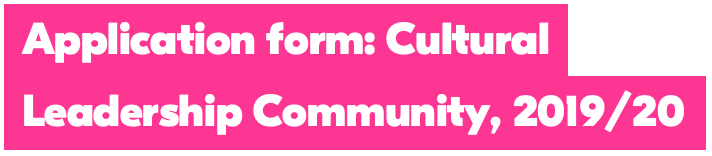 Application form: Cultural
Leadership Community, 2019/20